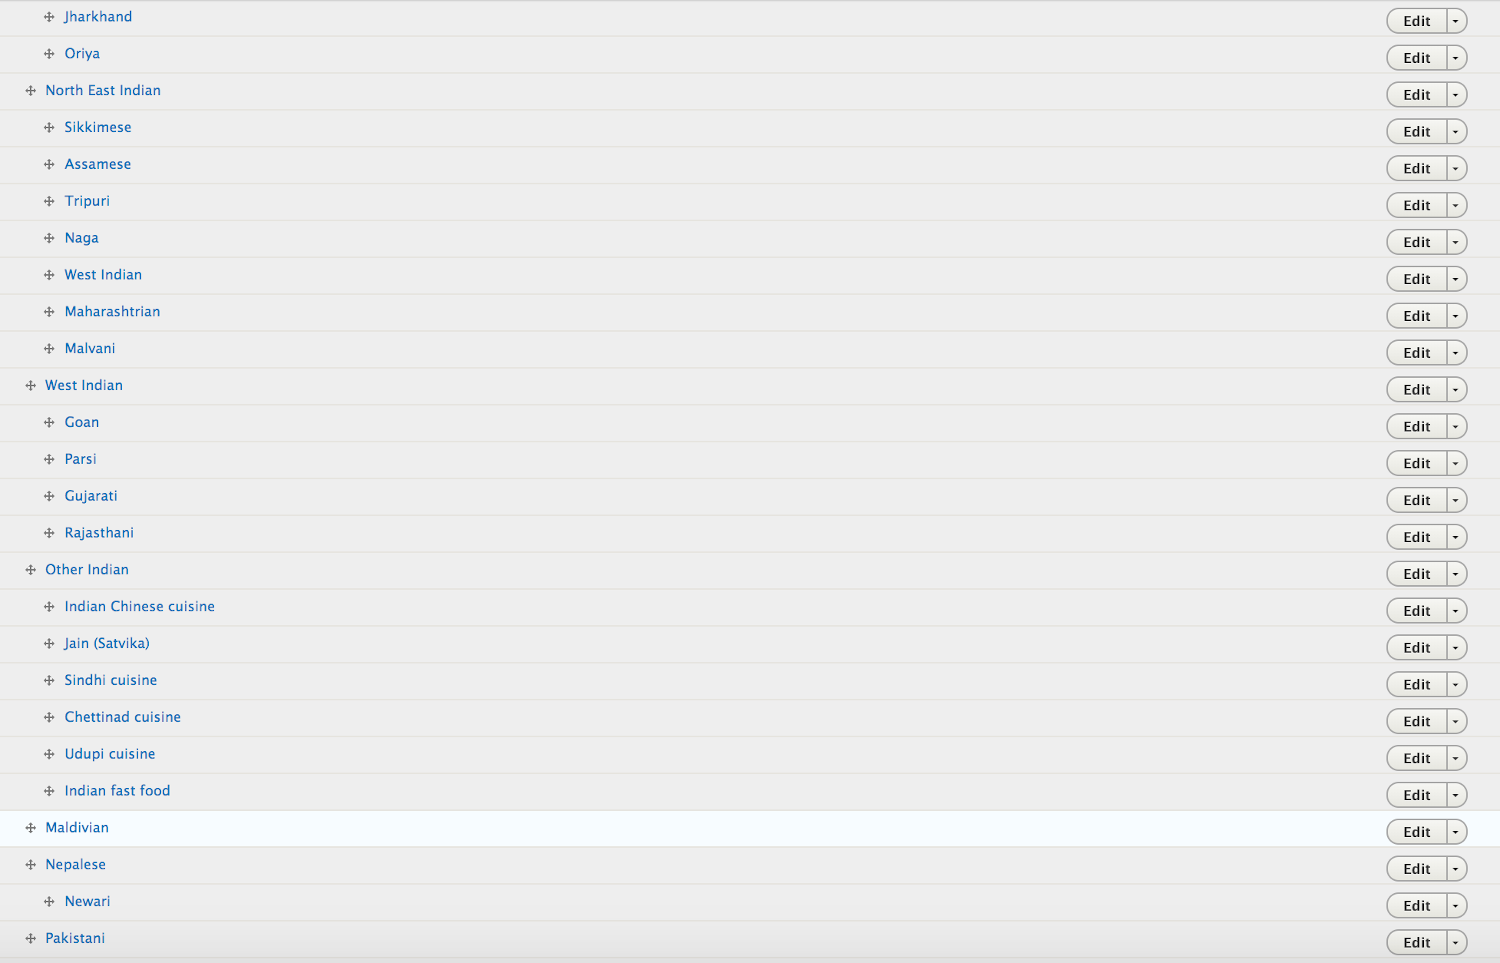 Jharkhand Edit
Oriya Edit
North East Indian Edit
Sikkimese Edit
Assamese Edit
Tripuri Edit
Naga Edit
West Indian Edit
Maharashtrian Edit
Malvani Edit
West Indian Edit
Goan Edit
Parsi Edit
Gujarati Edit
Rajasthani Edit
Other Indian Edit
Indian Chinese cuisine Edit
Jain (Satvika) Edit
Sindhi cuisine Edit
Chettinad cuisine Edit
Udupi cuisine Edit
Indian fast food Edit
Maldivian Edit
Nepalese Edit
Newari Edit
Pakistani Edit